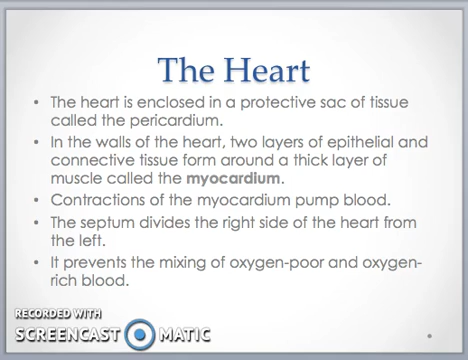 The Heart
• The heart is enclosed in a protective sac of tissue
called the pericardium.
• In the walls of the heart, two layers of epithelial and
connective tissue form around a thick layer of
muscle called the myocardium.
• Contractions of the myocardium pump blood.
• The septum divides the right side of the heart from
the left.
• It prevents the mixing of oxygen-poor and oxygen-
rich blood.
RECORDED WITH
SCREENCAST MATIC